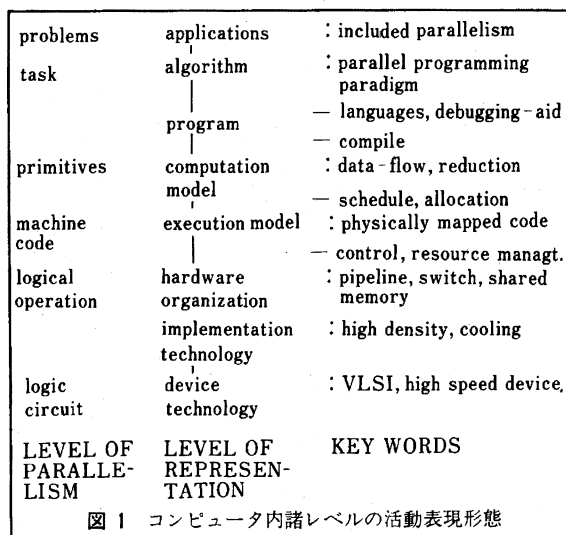 problems applications : included parallelism
task algorithm : parallel programming
paradigm
— languages, debugging-aid
program
— compile
primitives computation : data-flow, reduction
model
— schedule, allocation
machine execution model : physically mapped code
code
— control, resource managt.
logical hardware : pipeline, switch, shared
operation organization memory
implementation : high density, cooling
technology
logic device : VLSI, high speed device,
circuit technology
LEVEL OF LEVEL OF KEY WORDS
PARALLE- REPRESEN-
LISM TATION
図 1 コンピュータ内諸レベルの活動表現形態